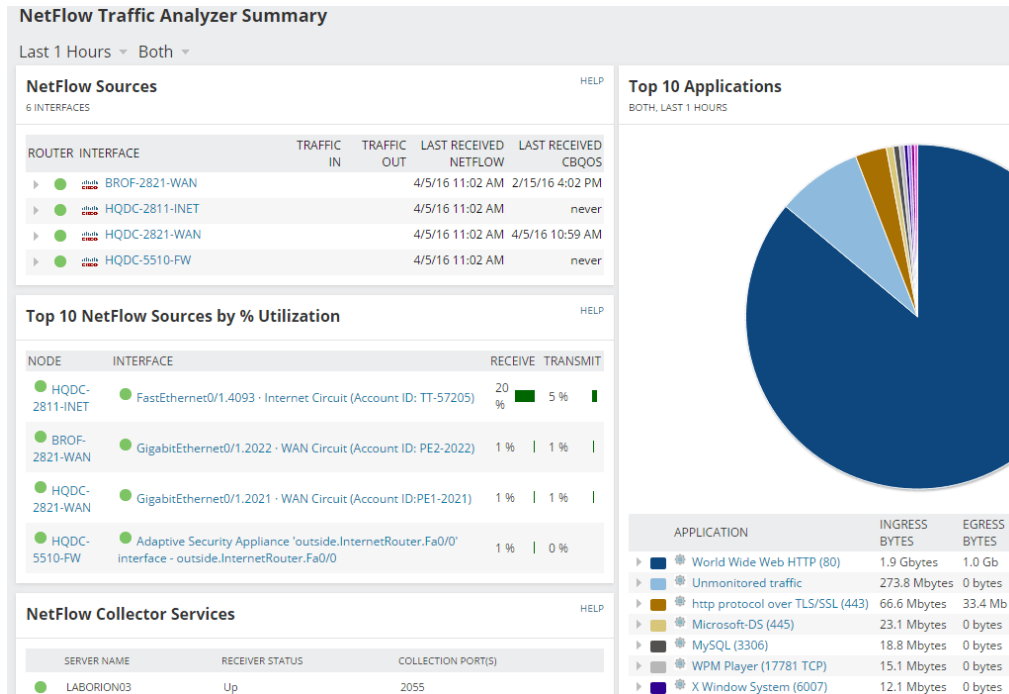 NetFlow Traffic Analyzer Summary
Last 1 Hours Both
NetFlow Sources
HELP
6 INTERFACES
ROUTER INTERFACE TRAFFIC IN TRAFFIC OUT LAST RECEIVED NETFLOW LAST RECEIVED CBQOS
BROF-2821-WAN 4/5/16 11:02 AM 2/15/16 4:02 PM
HQDC-2811-INET 4/5/16 11:02 AM never
HQDC-2821-WAN 4/5/16 11:02 AM 4/5/16 10:59 AM
HQDC-5510-FW 4/5/16 11:02 AM never
Top 10 NetFlow Sources by % Utilization
HELP
NODE INTERFACE RECEIVE TRANSMIT
HQDC-2811-INET FastEthernet0/1.4093 · Internet Circuit (Account ID: TT-57205) 20 % 5 %
BROF-2821-WAN GigabitEthernet0/1.2022 · WAN Circuit (Account ID: PE2-2022) 1 % 1 %
HQDC-2821-WAN GigabitEthernet0/1.2021 · WAN Circuit (Account ID:PE1-2021) 1 % 1 %
HQDC-5510-FW Adaptive Security Appliance 'outside.InternetRouter.Fa0/0' interface - outside.InternetRouter.Fa0/0 1 % 0 %
NetFlow Collector Services
HELP
SERVER NAME RECEIVER STATUS COLLECTION PORT(S)
LABORION03 Up 2055
Top 10 Applications
BOTH, LAST 1 HOURS
APPLICATION INGRESS BYTES EGRESS BYTES
World Wide Web HTTP (80) 1.9 Gbytes 1.0 Gb
Unmonitored traffic 273.8 Mbytes 0 bytes
http protocol over TLS/SSL (443) 66.6 Mbytes 33.4 Mb
Microsoft-DS (445) 23.1 Mbytes 0 bytes
MySQL (3306) 18.8 Mbytes 0 bytes
WPM Player (17781 TCP) 15.1 Mbytes 0 bytes
X Window System (6007) 12.1 Mbytes 0 bytes